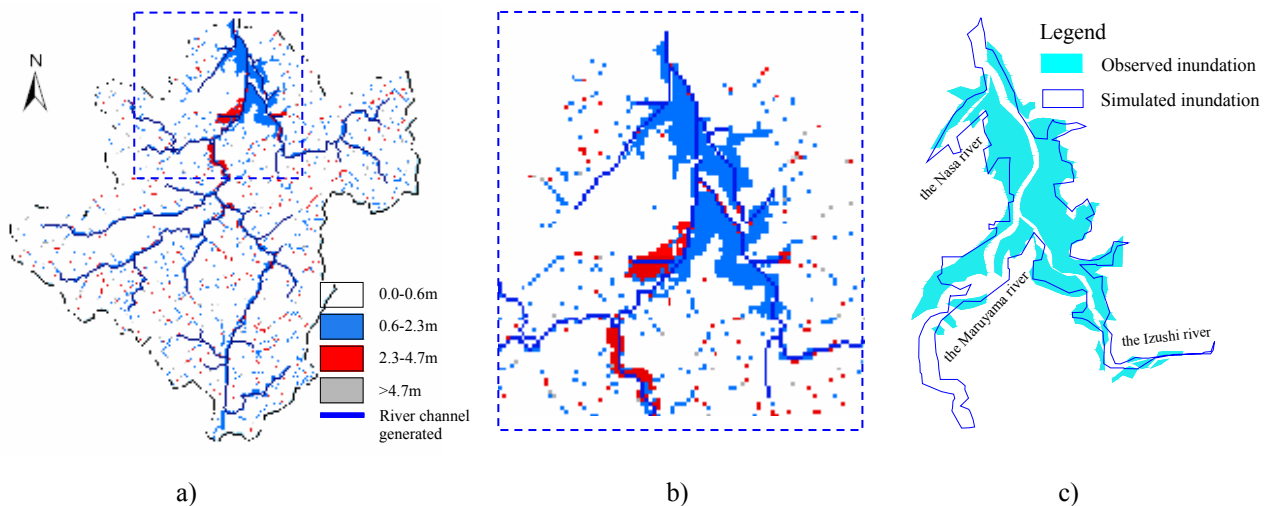 N
0.0-0.6m
0.6-2.3m
2.3-4.7m
>4.7m
River channel
generated
a)
b)
Legend
Observed inundation
Simulated inundation
the Nasa river
the Maruyama river
the Izushi river
c)